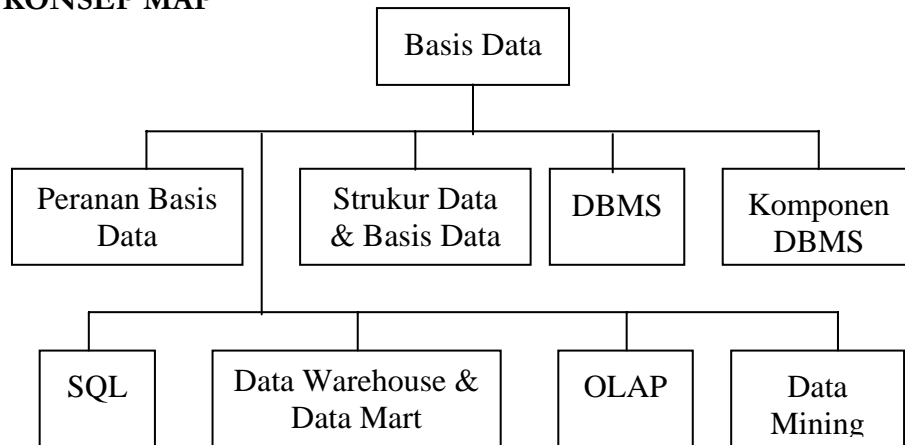 KONSEP MAP
Basis Data
Peranan Basis
Data
Strukur Data
& Basis Data
DBMS
Komponen
DBMS
SQL
Data Warehouse &
Data Mart
OLAP
Data
Mining